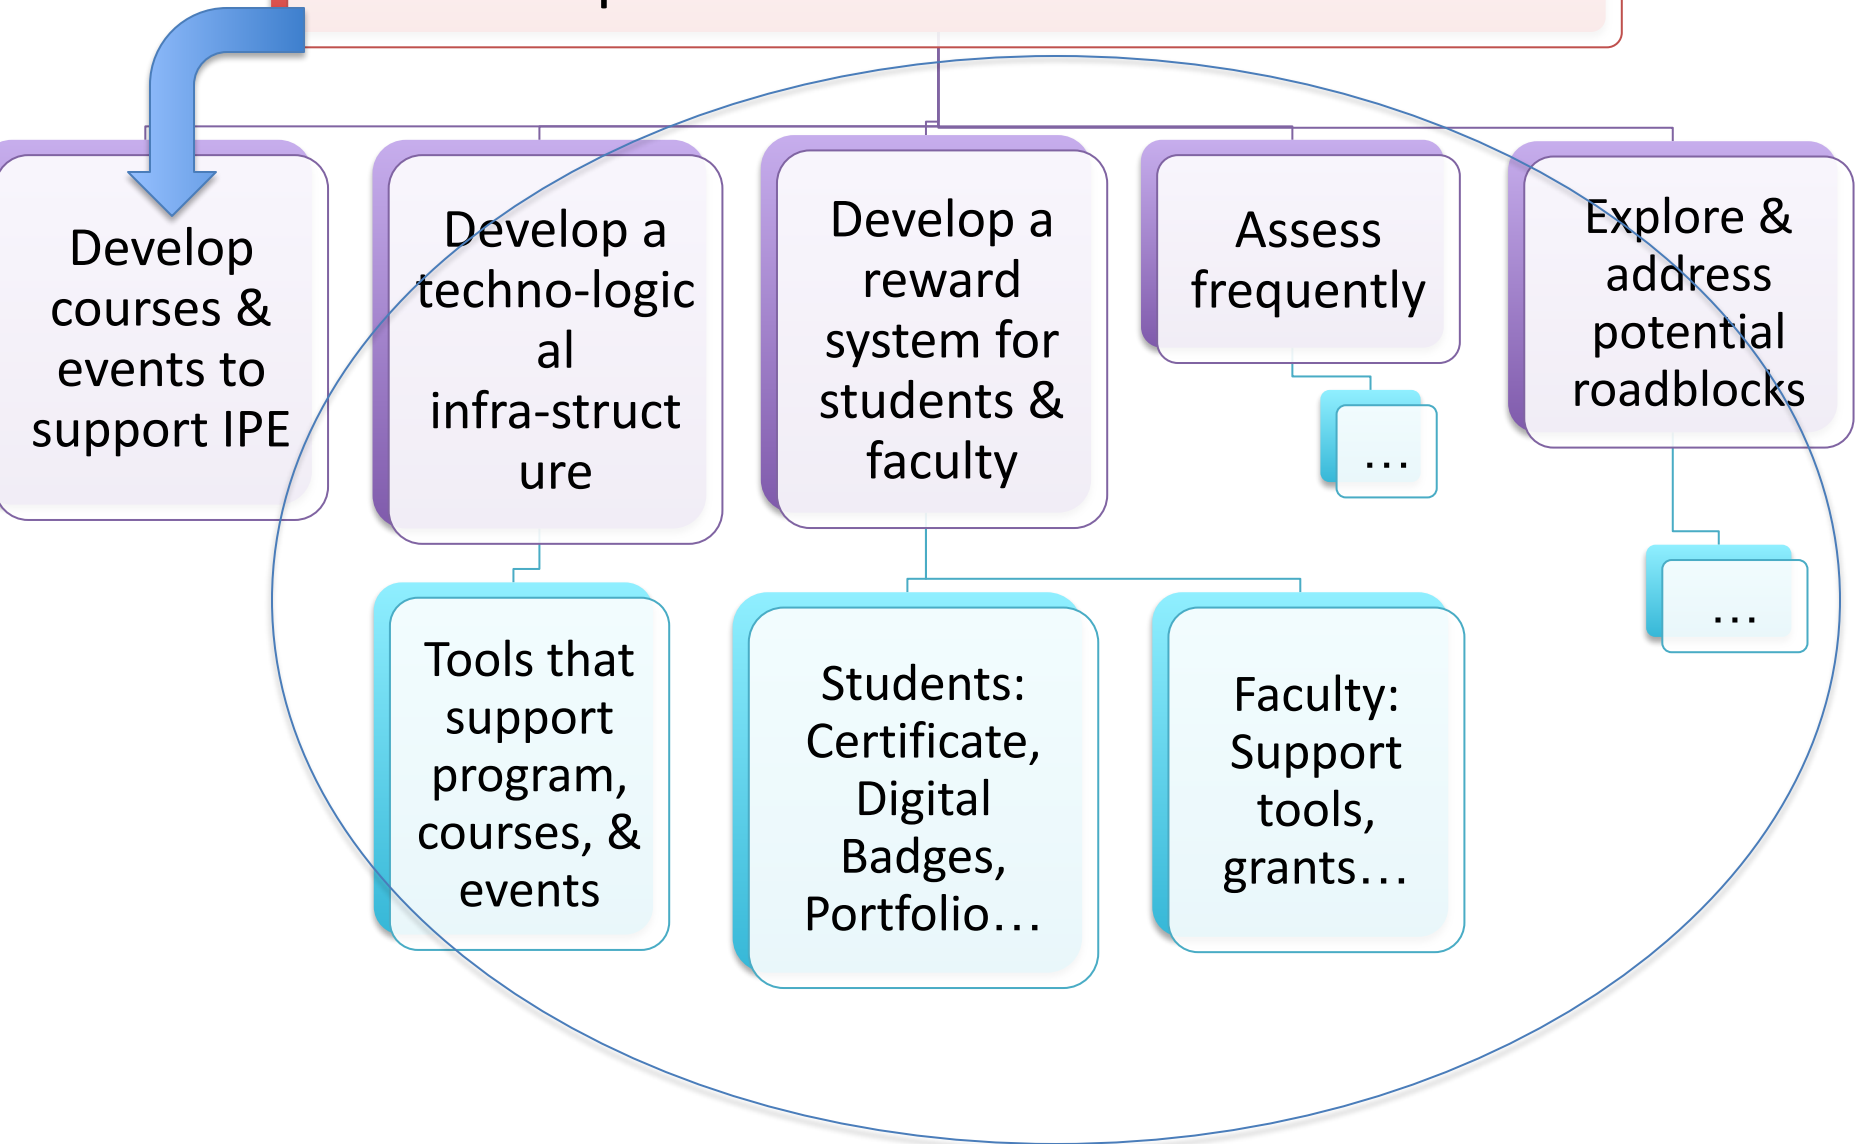 Develop
courses &
events to
support IPE
Develop a
techno-logic
al
infra-struct
ure
Develop a
reward
system for
students &
faculty
Assess
frequently
Explore &
address
potential
roadblocks
…
…
Tools that
support
program,
courses, &
events
Students:
Certificate,
Digital
Badges,
Portfolio…
Faculty:
Support
tools,
grants…